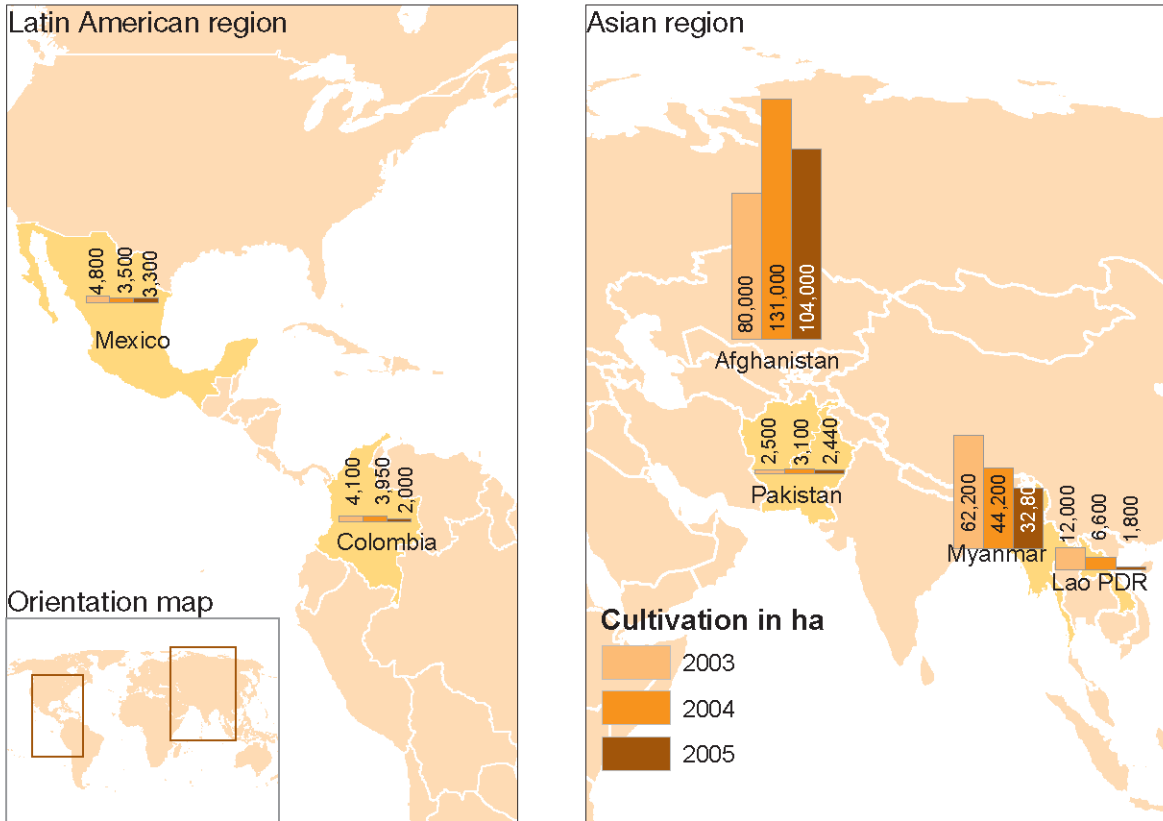 Latin American region
4,800
3,500
3,300
Mexico
4,100
3,950
2,000
Colombia
Orientation map
Asian region
80,000
131,000
104,000
Afghanistan
2,500
3,100
2,440
Pakistan
62,200
44,200
32,80
Myanmar
12,000
6,600
1,800
Lao PDR
Cultivation in ha
2003
2004
2005